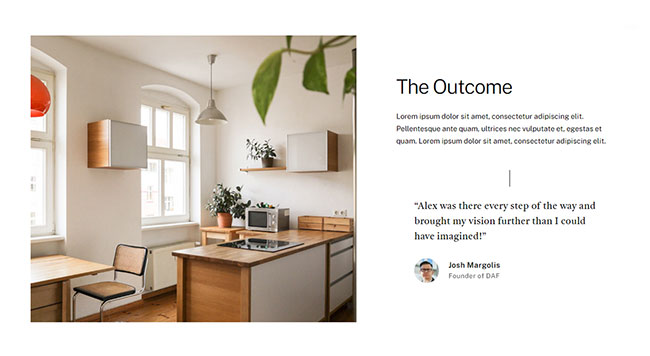 The Outcome
Lorem ipsum dolor sit amet, consectetur adipiscing elit.
Pellentesque ante quam, ultrices nec vulputate et, egestas et
quam. Lorem ipsum dolor sit amet, consectetur adipiscing elit.
“Alex was there every step of the way and
brought my vision further than I could
have imagined!”
Josh Margolis
Founder of DAF